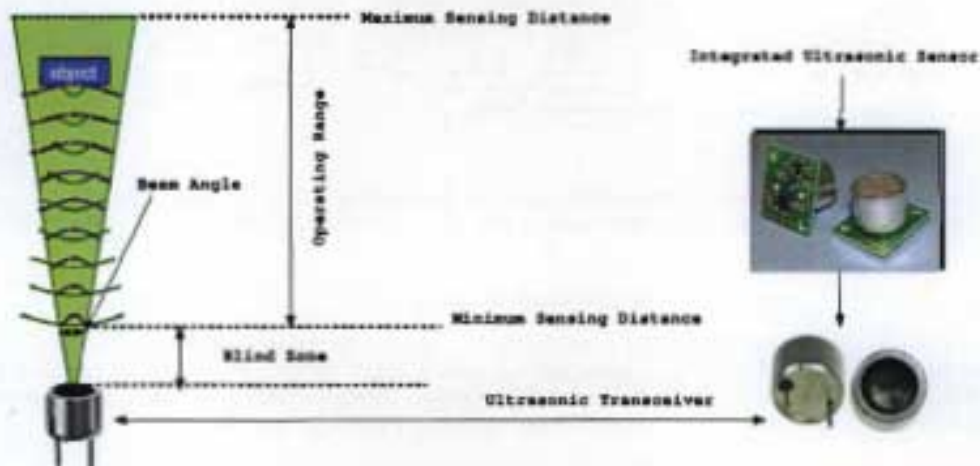 Maximum Sensing Distance
Integrated Ultrasonic Sensor
object
Beam Angle
Operating Range
Minimum Sensing Distance
Blind Zone
Ultrasonic Transceiver